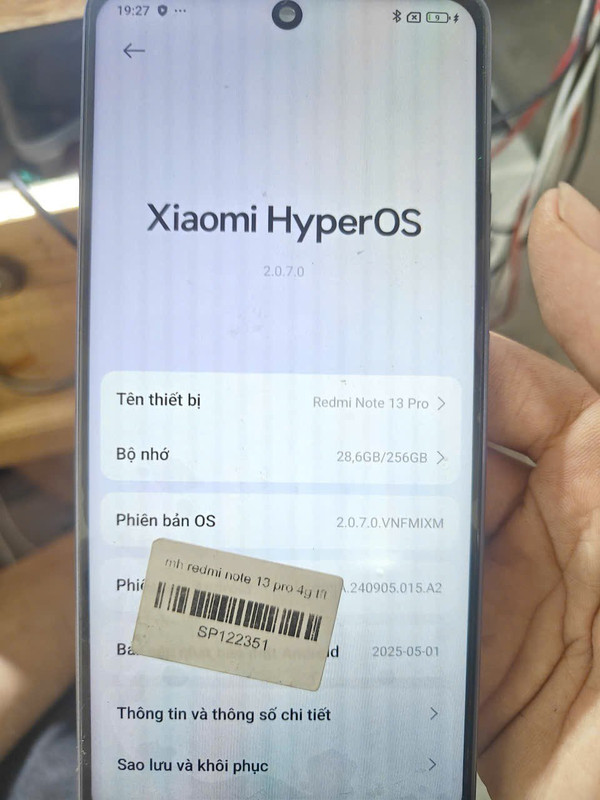 19:27
9
Xiaomi HyperOS
2.0.7.0
Tên thiết bị Redmi Note 13 Pro
Bộ nhớ 28,6GB/256GB
Phiên bản OS 2.0.7.0.VNFMIXM
mh redmi note 13 pro 4g tft
SP122351
.240905.015.A2
2025-05-01
Thông tin và thông số chi tiết
Sao lưu và khôi phục